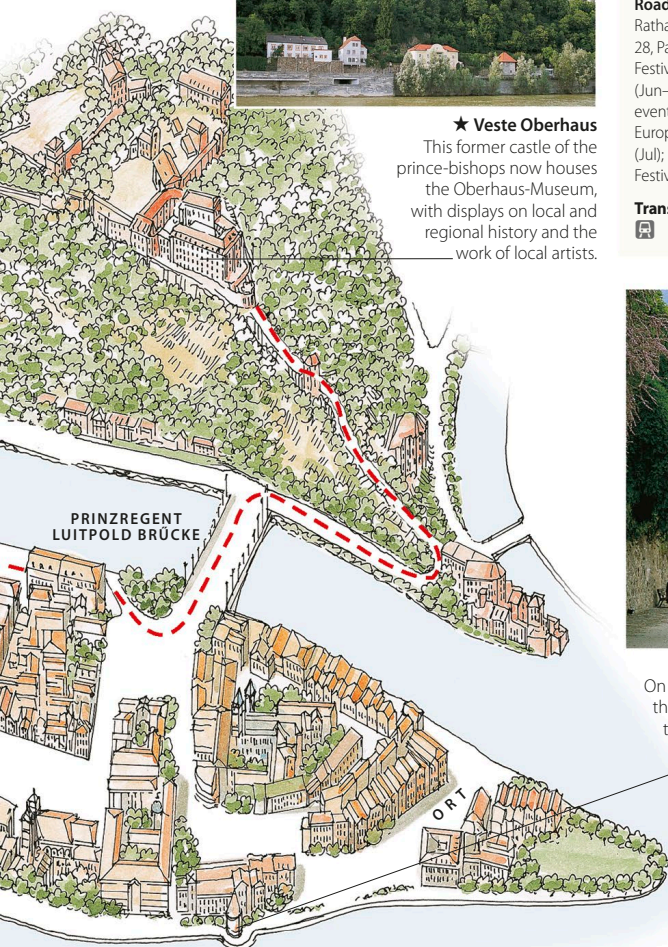 ★ Veste Oberhaus
This former castle of the
prince-bishops now houses
the Oberhaus-Museum,
with displays on local and
regional history and the
work of local artists.
PRINZREGENT
LUITPOLD BRÜCKE
ORT
Road
Ratha
28, Pa
Festiv
(Jun–
event
Europ
(Jul);
Festiv
Trans
On
th
t